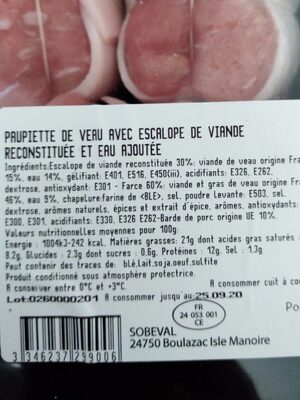 PAUPIETTE DE VEAU AVEC ESCALOPE DE VIANDE
RECONSTITUÉE ET EAU AJOUTÉE
Ingrédients:Escalope de viande reconstituée 30%: viande de veau origine Fra
15%, eau 14%, gélifiant: E401, E516, E450(iii), acidifiants: E326, E262,
dextrose, antioxydant: E301 - Farce 60%: viande et gras de veau origine
46%, eau 9%, chapelure:farine de <BLE>, sel, poudre Levante: E503, sel,
dextrose, arômes naturels, épices et extrait d'épice, arômes, antioxydants:
E300, E301, acidifiant: E330, E326 E262-Barde de porc origine UE 10%.
Valeurs nutritionnelles moyennes pour 100g:
Energie : 1004kJ-242 kcal, Matières grasses: 21g dont acides gras saturés :
8.2g, Glucides : 2.3g dont sucres : 0.6g, Protéines : 12g, Sel : 1.3g
Peut contenir des traces de: blé,lait,soja,oeuf,sulfite
Produit conditionné sous atmosphère protectrice.
A conserver entre 0°C et +3°C.
A consommer cuit à c
Lot:0260000201 A consommer jusqu'au:25.09.20
FR
24 053 001
CE
Po
SOBEVAL
24750 Boulazac Isle Manoire
3 346237 299006